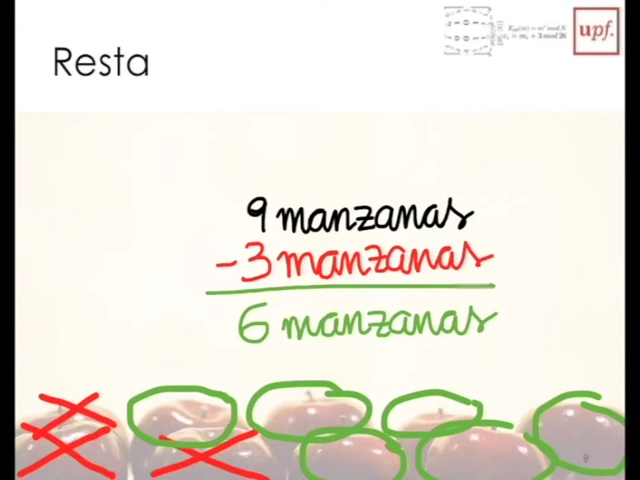 Resta
upf.
9 manzanas
-3 manzanas
6 manzanas
9